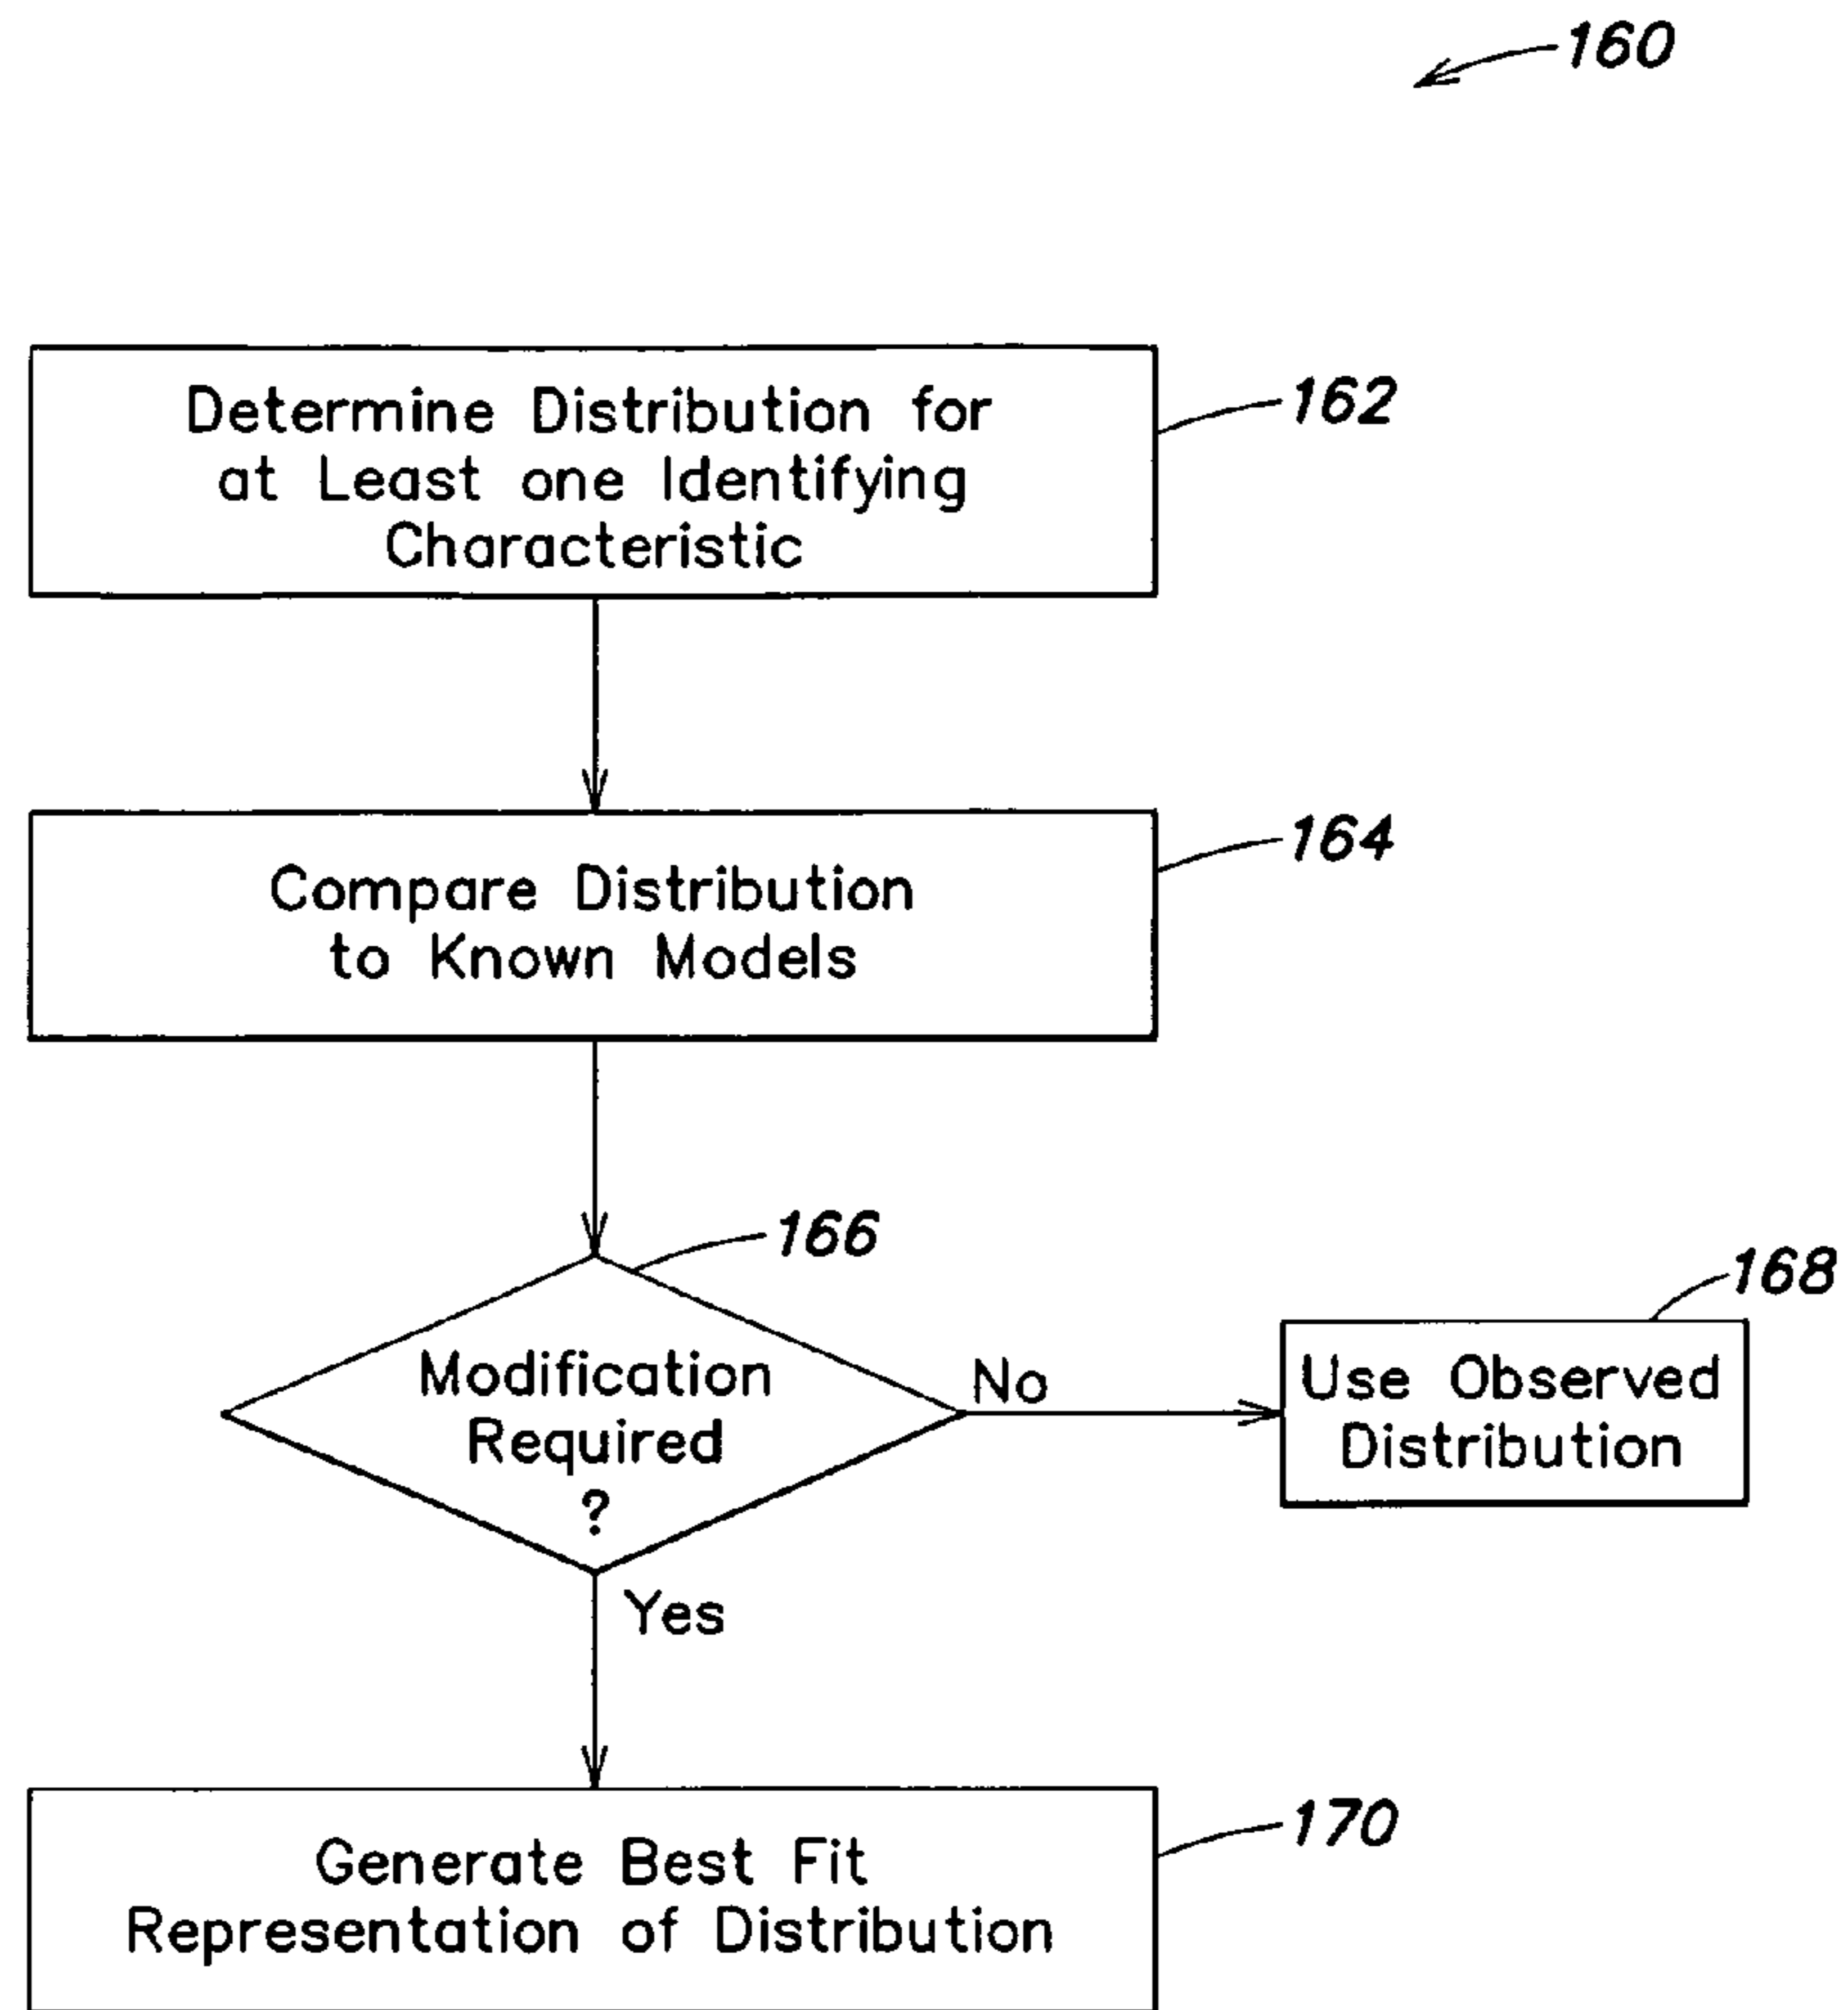 160
Determine Distribution for
at Least one Identifying
Characteristic
162
Compare Distribution
to Known Models
164
166
Modification
Required
?
No
168
Use Observed
Distribution
Yes
Generate Best Fit
Representation of Distribution
170